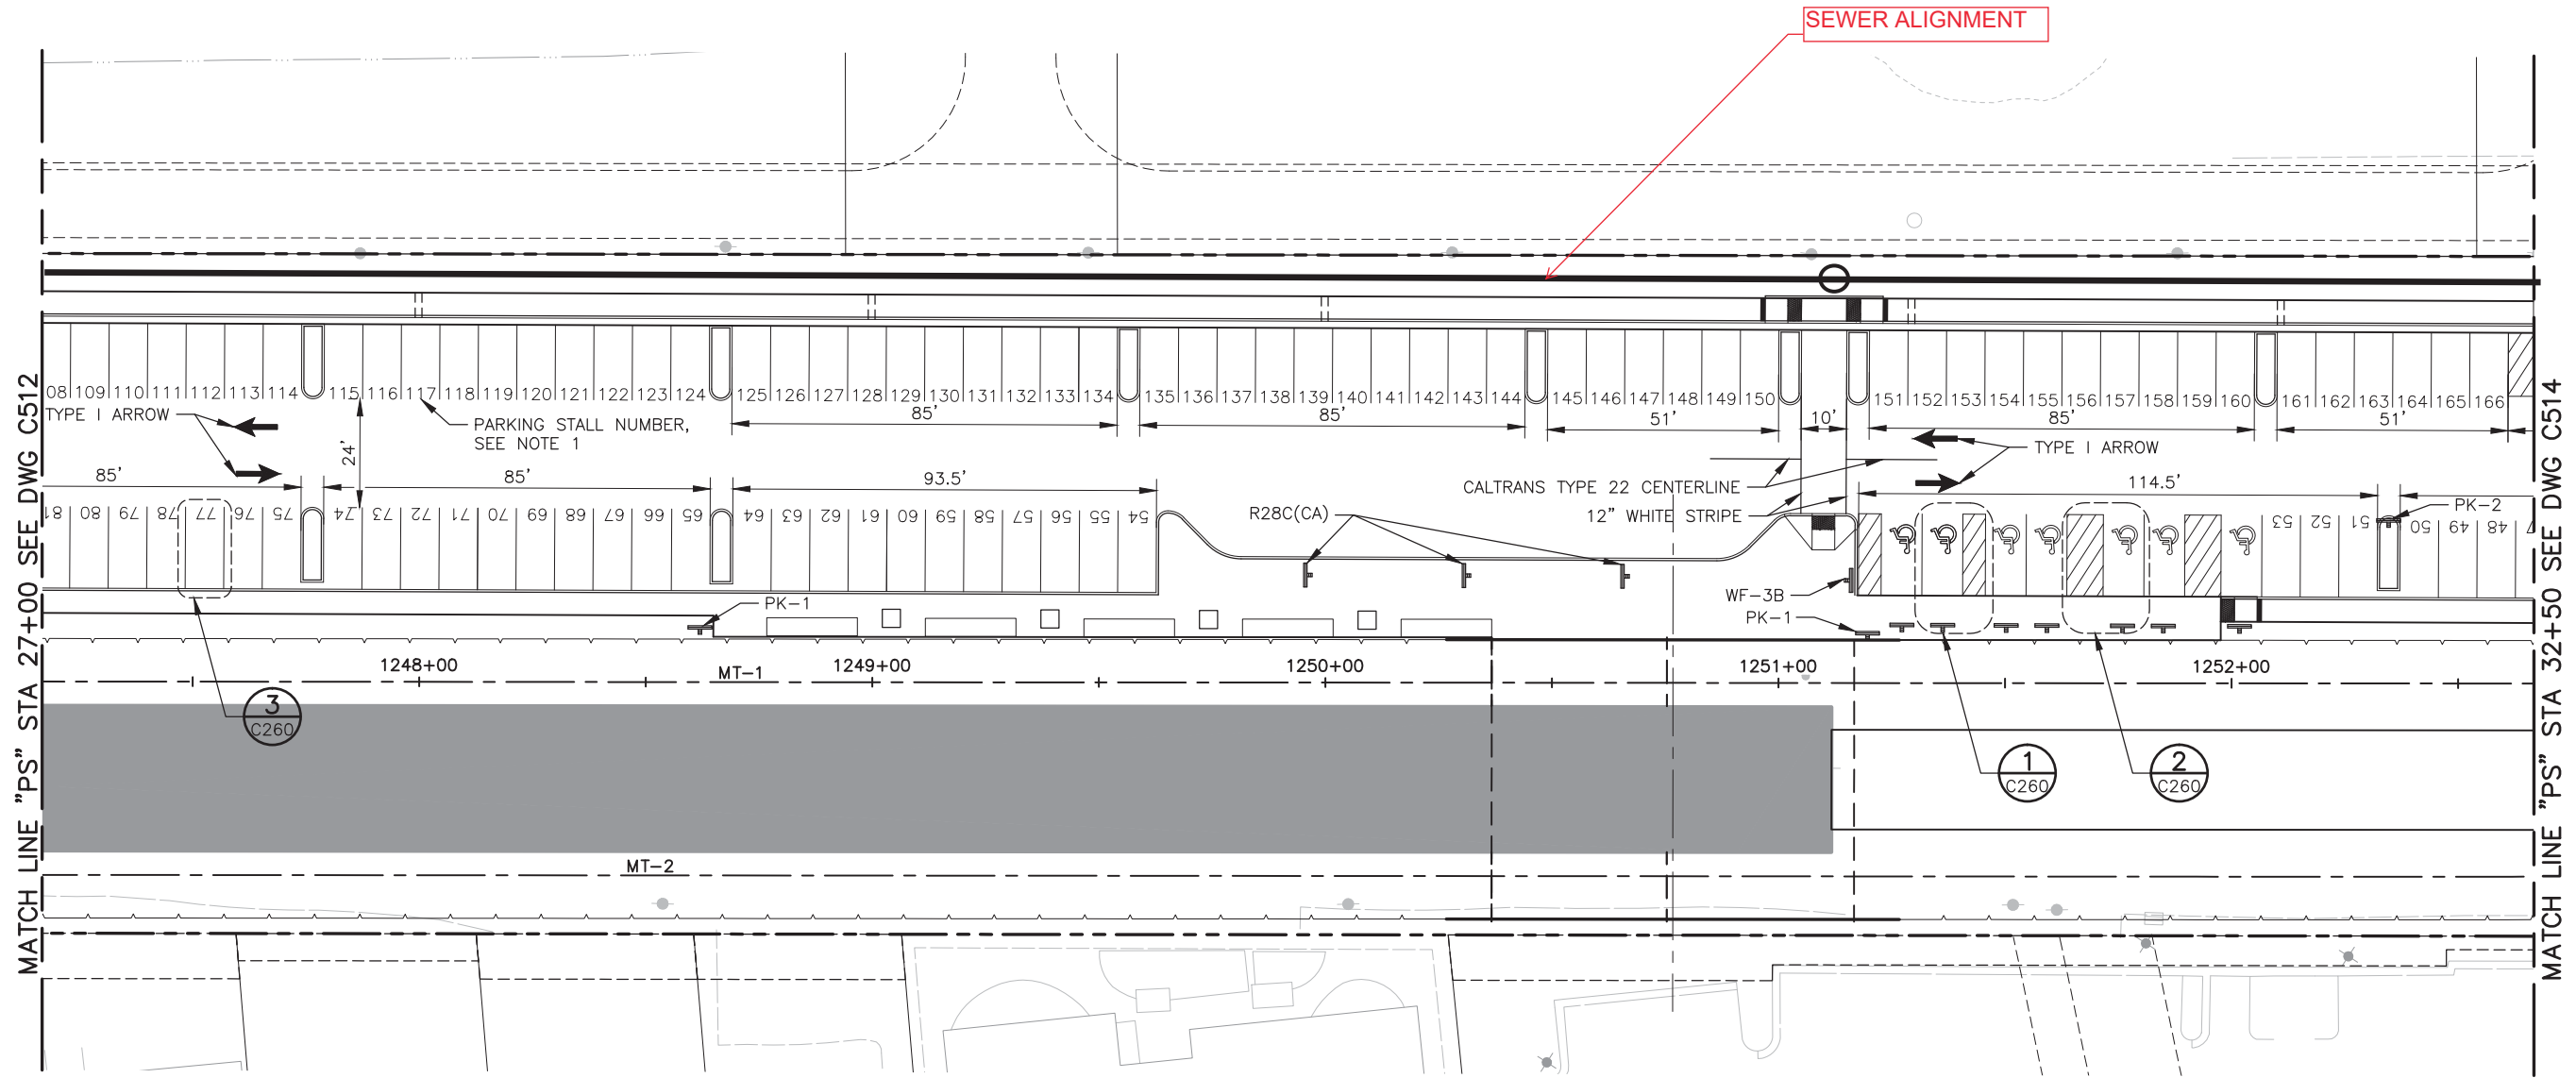 SEWER ALIGNMENT
MATCH LINE "PS" STA 27+00 SEE DWG C512
08 109 110 111 112 113 114 115 116 117 118 119 120 121 122 123 124 125 126 127 128 129 130 131 132 133 134 135 136 137 138 139 140 141 142 143 144 145 146 147 148 149 150 151 152 153 154 155 156 157 158 159 160 161 162 163 164 165 166
TYPE I ARROW
PARKING STALL NUMBER,
SEE NOTE 1
24'
85'
85'
51'
10'
85'
51'
TYPE I ARROW
85'
85'
93.5'
CALTRANS TYPE 22 CENTERLINE
12" WHITE STRIPE
114.5'
R28C(CA)
PK-2
81 80 79 78 77 76 75 74 73 72 71 70 69 68 67 66 65 64 63 62 61 60 59 58 57 56 55 54 53 52 51 50 49 48
WF-3B
PK-1
PK-1
1248+00
1249+00
1250+00
1251+00
1252+00
MT-1
3
C260
1
C260
2
C260
MT-2
MATCH LINE "PS" STA 32+50 SEE DWG C514